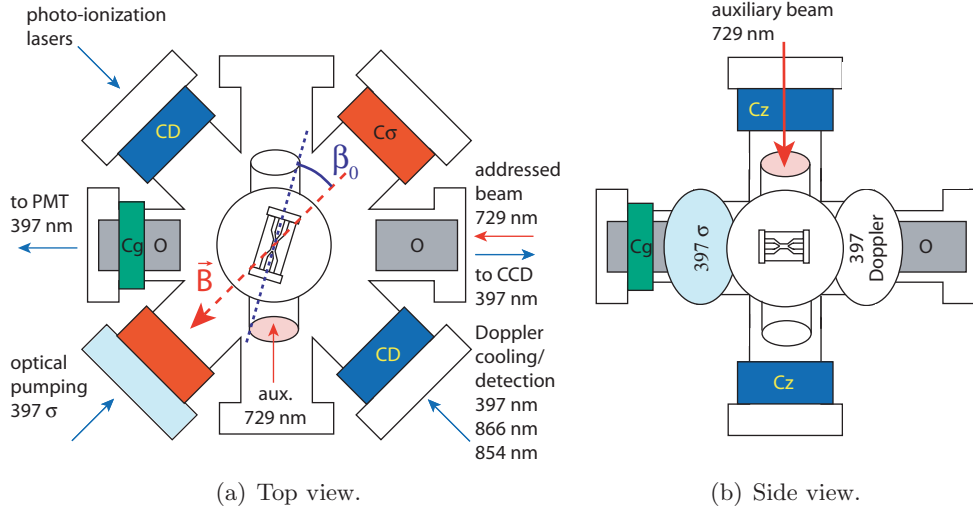 photo-ionization
lasers
CD
Cσ
β0
to PMT
397 nm
Cg
O
O
addressed
beam
729 nm
to CCD
397 nm
B
optical
pumping
397 σ
aux.
729 nm
CD
Doppler
cooling/
detection
397 nm
866 nm
854 nm
(a) Top view.
auxiliary beam
729 nm
Cz
Cg
397 σ
397
Doppler
O
Cz
(b) Side view.